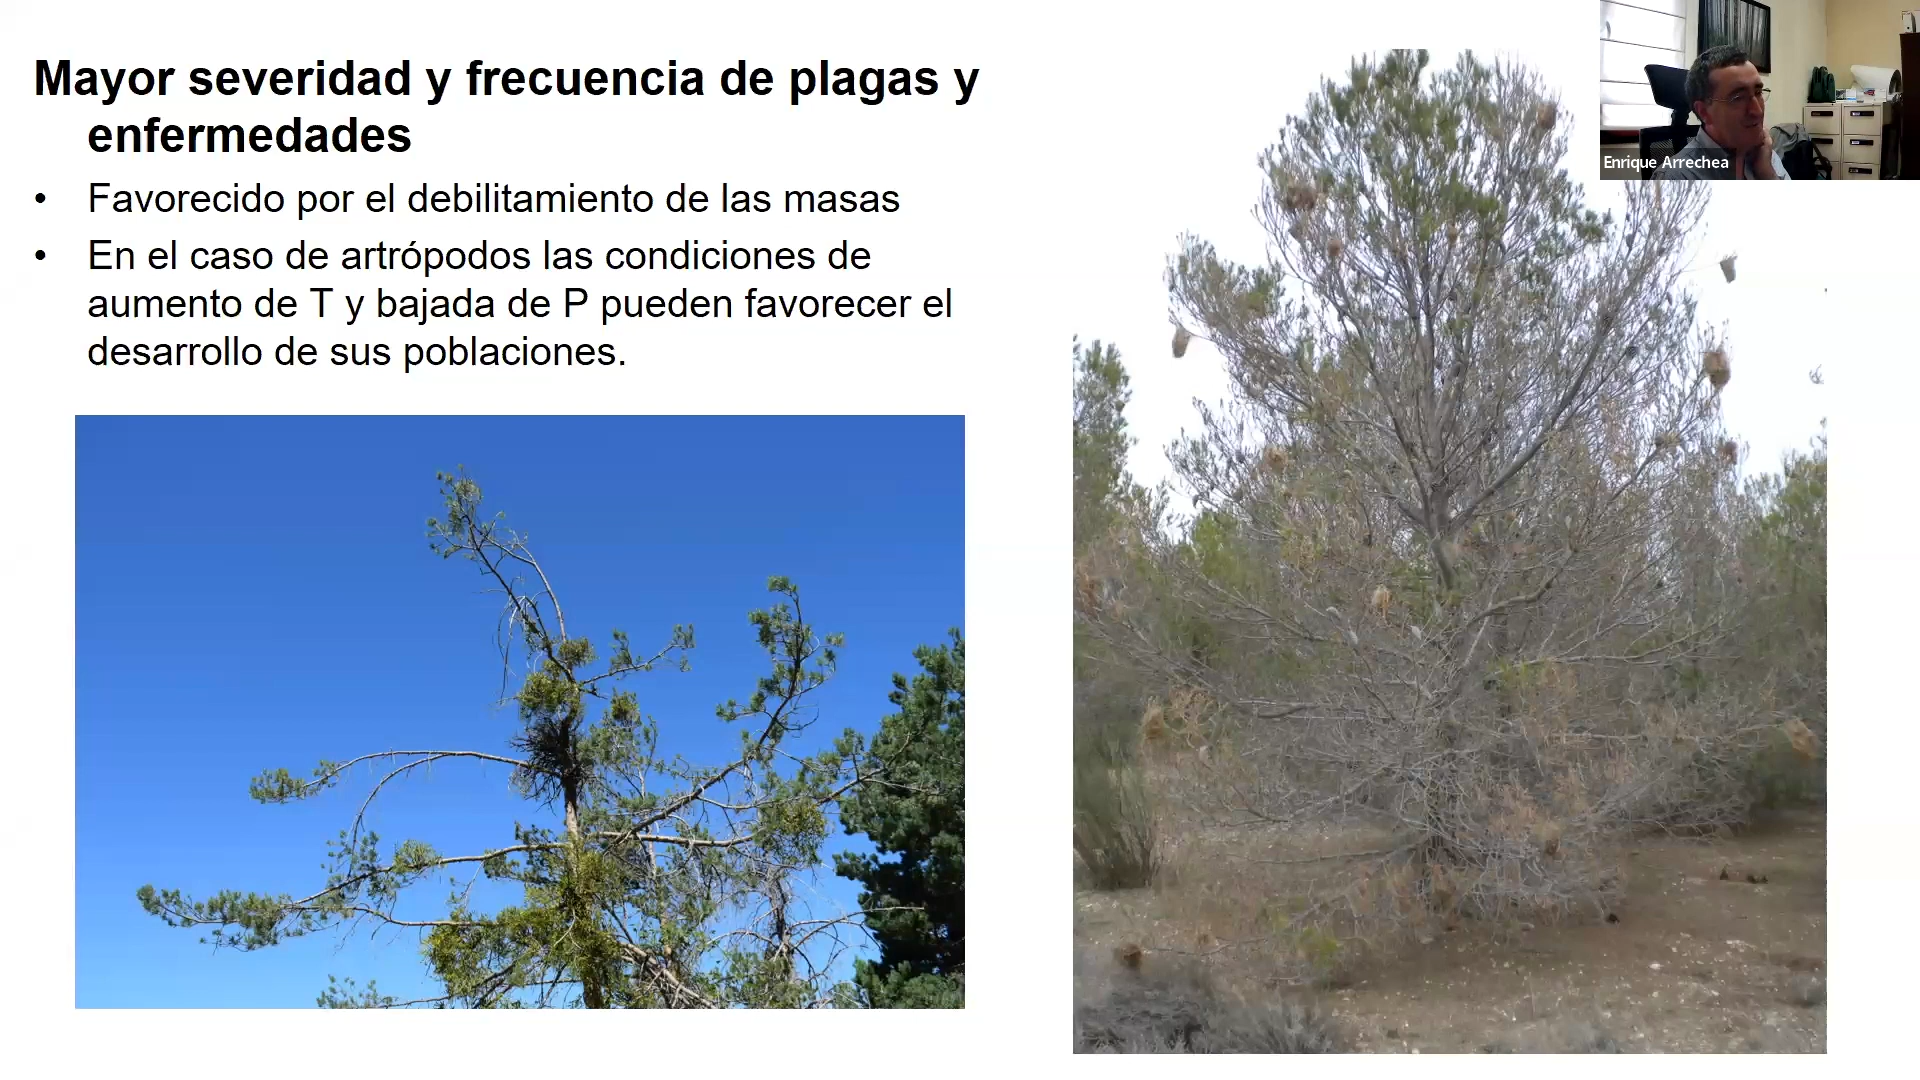 Mayor severidad y frecuencia de plagas y
enfermedades
• Favorecido por el debilitamiento de las masas
• En el caso de artrópodos las condiciones de
aumento de T y bajada de P pueden favorecer el
desarrollo de sus poblaciones.
Enrique Arrechea